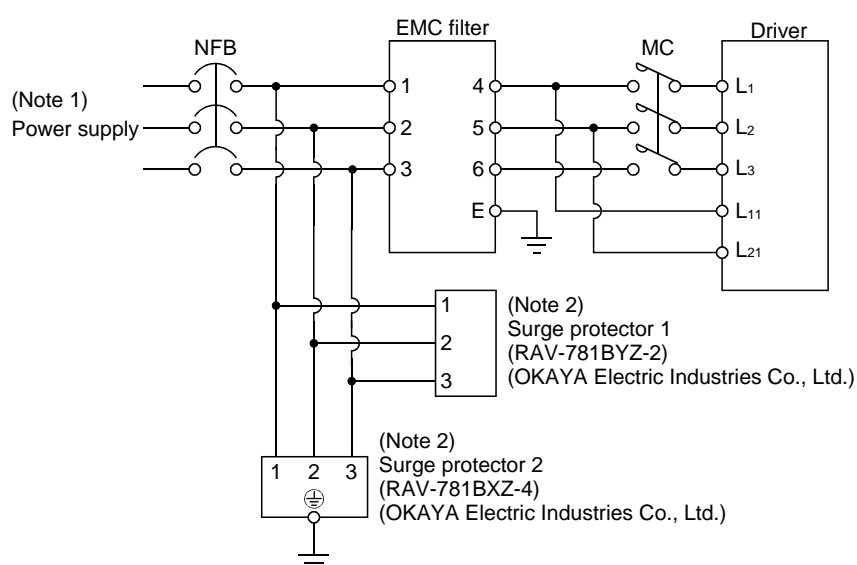 EMC filter
NFB
MC
Driver
(Note 1)
Power supply
1
2
3
4
5
6
E
L1
L2
L3
L11
L21
1
2
3
(Note 2)
Surge protector 1
(RAV-781BYZ-2)
(OKAYA Electric Industries Co., Ltd.)
1 2 3
(Note 2)
Surge protector 2
(RAV-781BXZ-4)
(OKAYA Electric Industries Co., Ltd.)